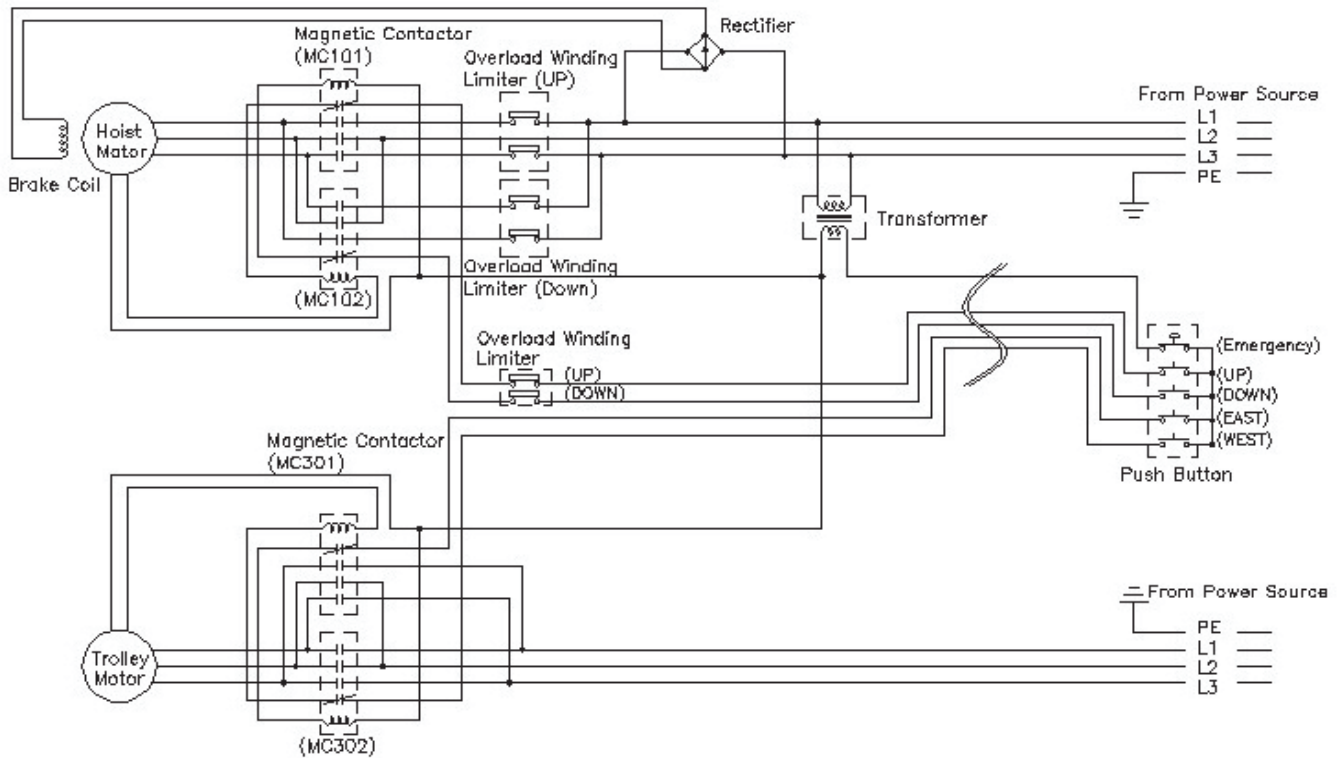 Rectifier
Magnetic Contactor
(MC101)
Overload Winding
Limiter (UP)
From Power Source
L1
L2
L3
PE
Hoist
Motor
Brake Coil
Transformer
(MC102)
Overload Winding
Limiter (Down)
Overload Winding
Limiter
(UP)
(DOWN)
(Emergency)
(UP)
(DOWN)
(EAST)
(WEST)
Push Button
Magnetic Contactor
(MC301)
From Power Source
PE
L1
L2
L3
Trolley
Motor
(MC302)